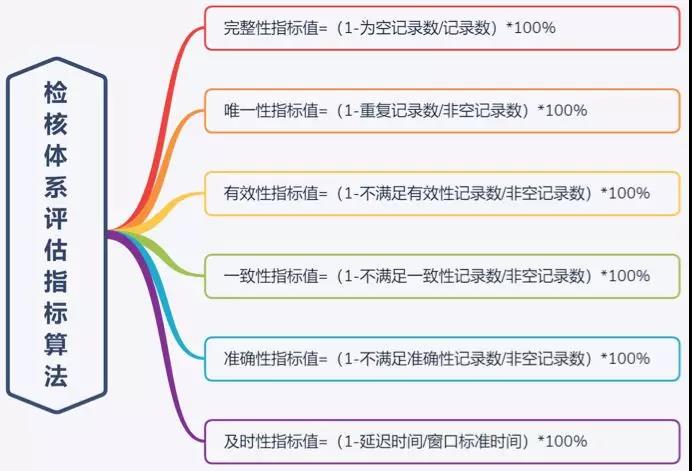 检核体系评估指标算法
完整性指标值=（1-为空记录数/记录数）*100%
唯一性指标值=（1-重复记录数/非空记录数）*100%
有效性指标值=（1-不满足有效性记录数/非空记录数）*100%
一致性指标值=（1-不满足一致性记录数/非空记录数）*100%
准确性指标值=（1-不满足准确性记录数/非空记录数）*100%
及时性指标值=（1-延迟时间/窗口标准时间）*100%